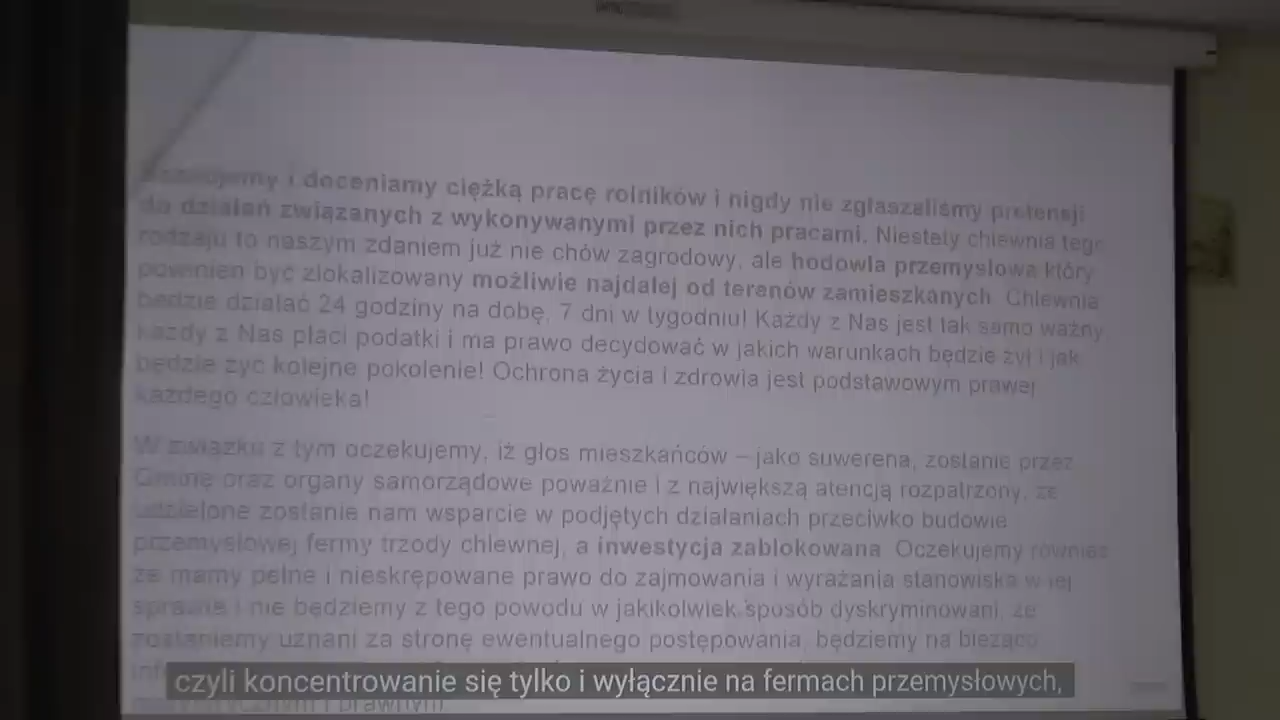 i doceniamy ciężką pracę rolników i nigdy nie zgłaszaliśmy pretensji
do działań związanych z wykonywanymi przez nich pracami. Niestety chlewnia tego
rodzaju to naszym zdaniem już nie chów zagrodowy, ale hodowla przemysłowa który
powinien być zlokalizowany możliwie najdalej od terenów zamieszkanych. Chlewnia
będzie działać 24 godziny na dobę, 7 dni w tygodniu! Każdy z Nas jest tak samo ważny,
każdy z Nas płaci podatki i ma prawo decydować w jakich warunkach będzie żył i jak
będzie żyć kolejne pokolenie! Ochrona życia i zdrowia jest podstawowym prawej
każdego człowieka!
W związku z tym oczekujemy, iż głos mieszkańców – jako suwerena, zostanie przez
Gminę oraz organy samorządowe poważnie i z największą atencją rozpatrzony, że
udzielone zostanie nam wsparcie w podjętych działaniach przeciwko budowie
przemysłowej fermy trzody chlewnej, a inwestycja zablokowana. Oczekujemy również
że mamy pełne i nieskrępowane prawo do zajmowania i wyrażania stanowiska w jej
sprawie i nie będziemy z tego powodu w jakikolwiek sposób dyskryminowani, że
zostaniemy uznani za stronę ewentualnego postępowania, będziemy na bieżąco
czyli koncentrowanie się tylko i wyłącznie na fermach przemysłowych,
i prawnym